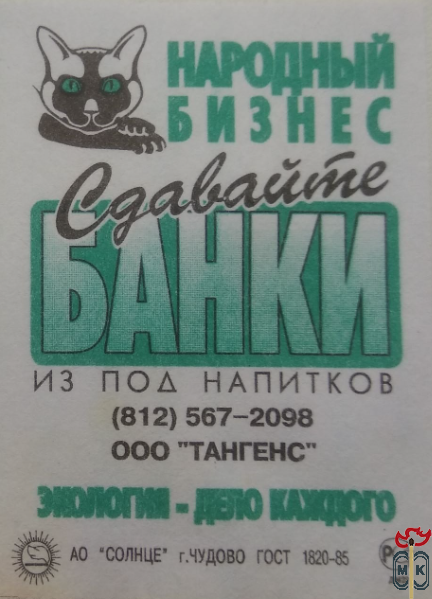 НАРОДНЫЙ
БИЗНЕС
Сдавайте
БАНКИ
ИЗ ПОД НАПИТКОВ
(812) 567-2098
ООО "ТАНГЕНС"
ЭКОЛОГИЯ - ДЕЛО КАЖДОГО
АО "СОЛНЦЕ" г.ЧУДОВО ГОСТ 1820-85
М К